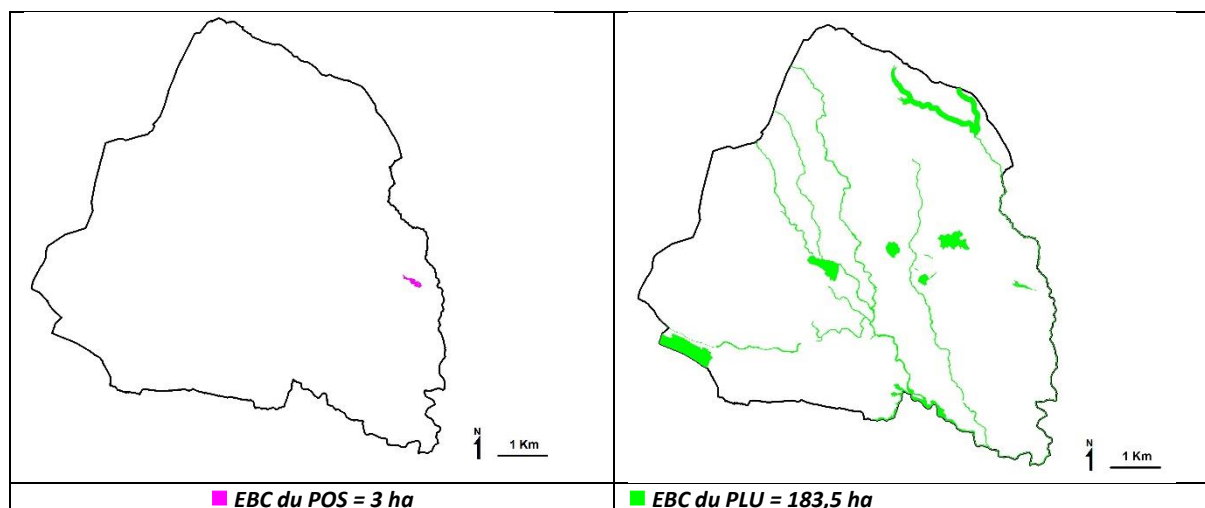 N
1 Km
N
1 Km
EBC du POS = 3 ha
EBC du PLU = 183,5 ha